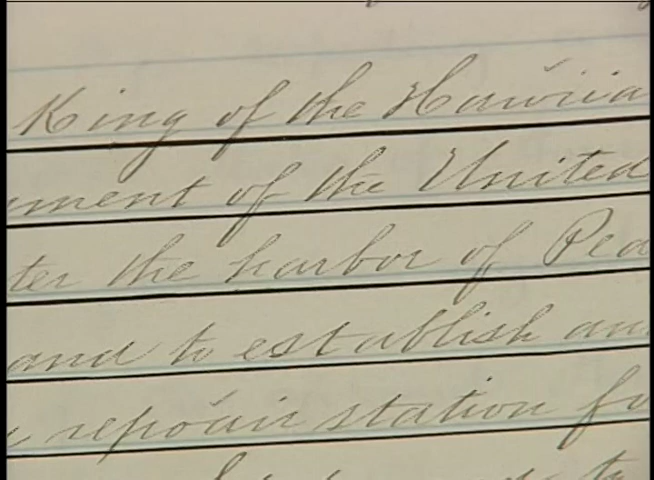 King of the Hawiia
ment of the United
ter the harbor of Pea
and to establish an
repair station fo